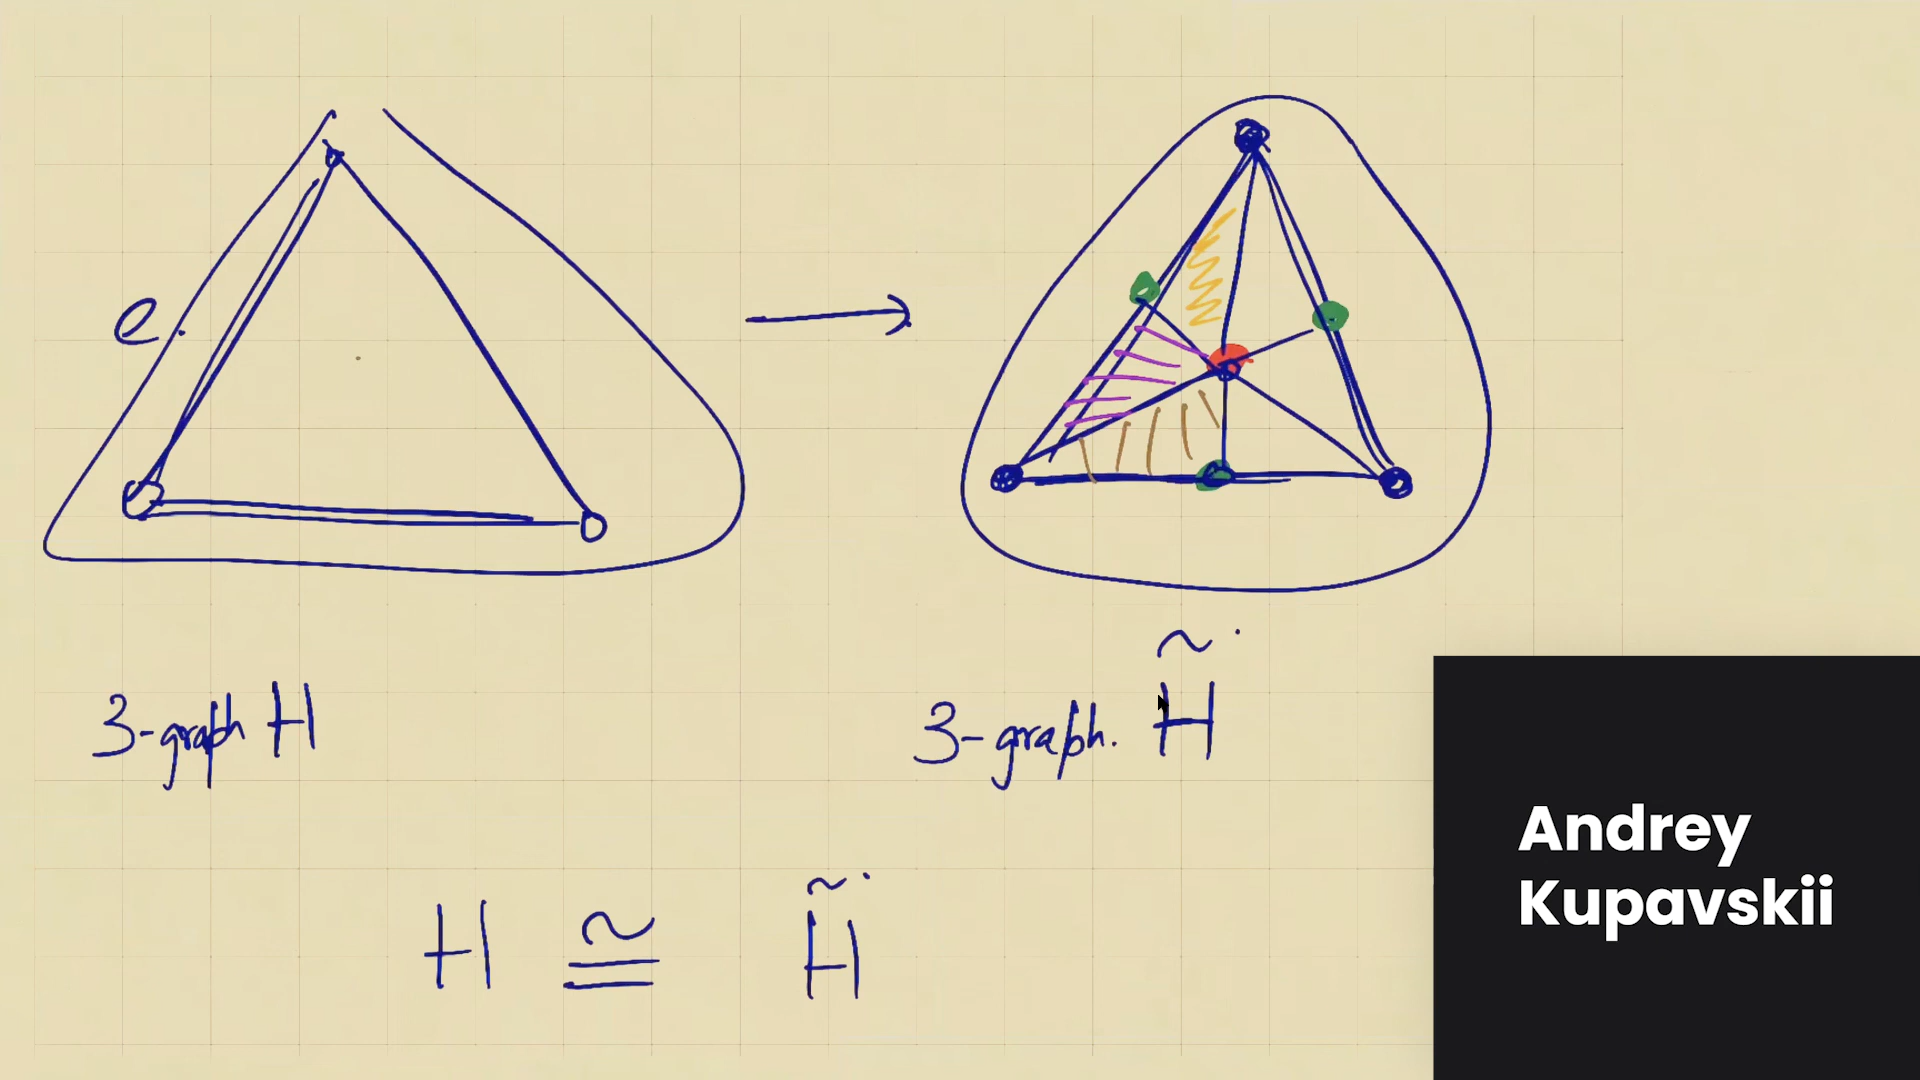 e.
3-graph H
3-graph. H̃
H ≅ H̃
Andrey
Kupavskii